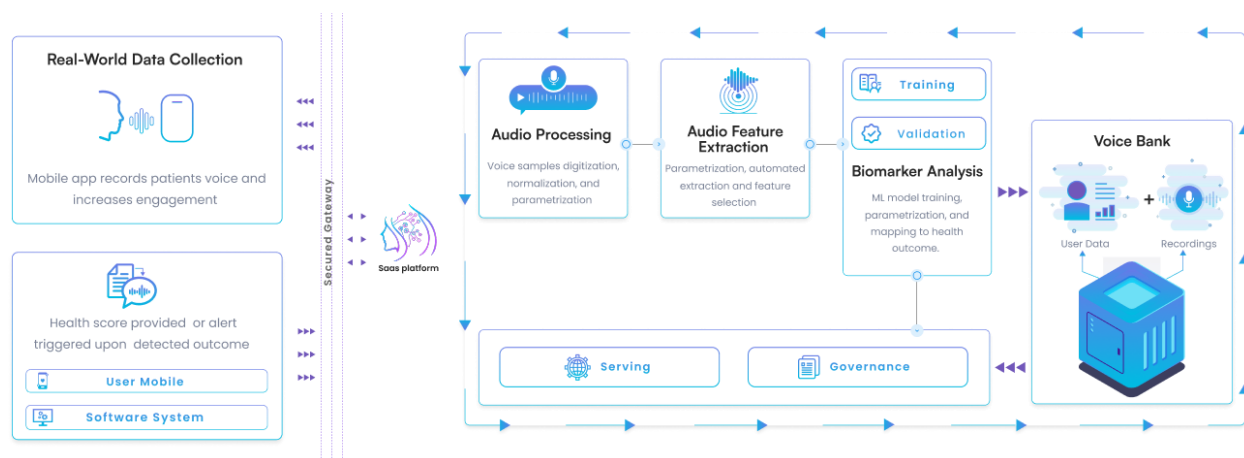 Real-World Data Collection
Mobile app records patients voice and
increases engagement
Health score provided or alert
triggered upon detected outcome
User Mobile
Software System
Secured Gateway
Saas platform
Audio Processing
Voice samples digitization,
normalization, and
parametrization
Audio Feature
Extraction
Parametrization, automated
extraction and feature
selection
Training
Validation
Biomarker Analysis
ML model training,
parametrization, and
mapping to health
outcome.
Serving
Governance
Voice Bank
+
User Data
Recordings